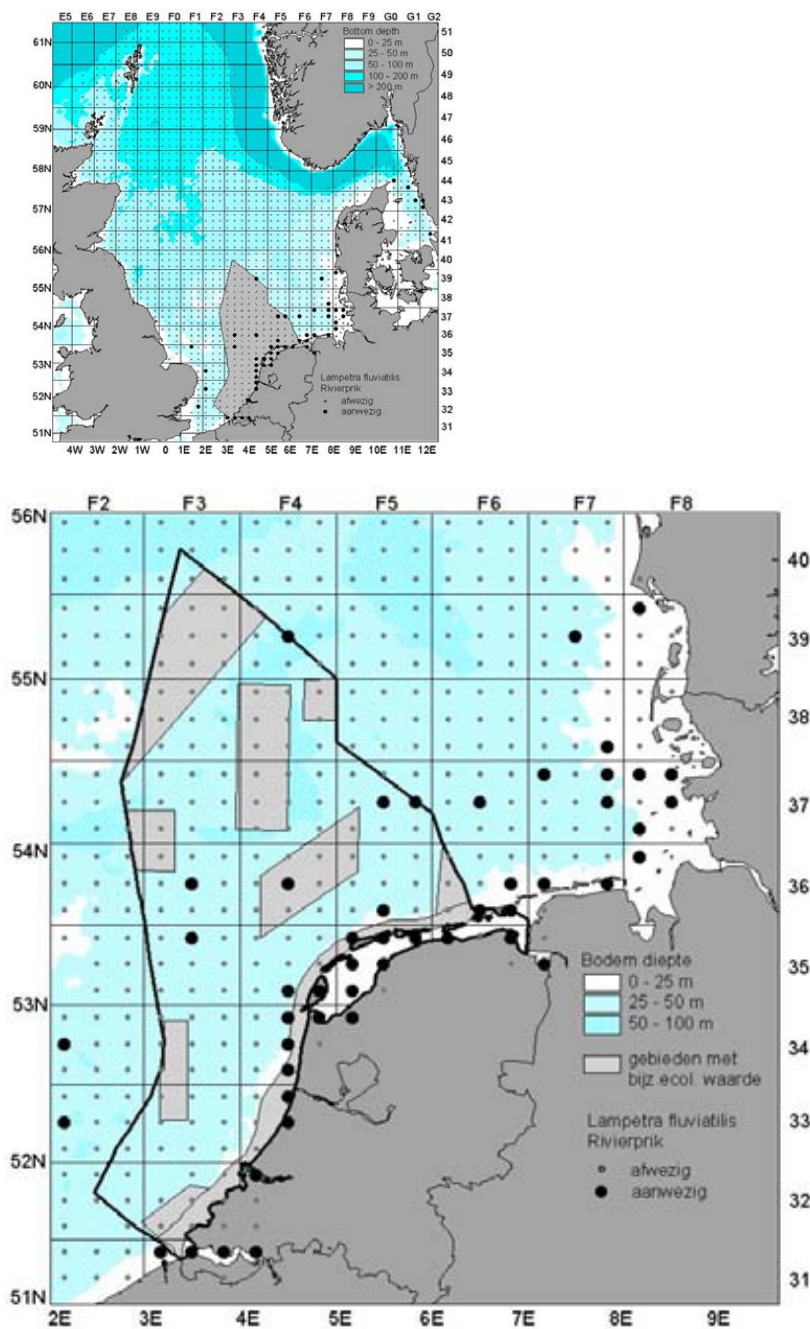 E5 E6 E7 E8 E9 F0 F1 F2 F3 F4 F5 F6 F7 F8 F9 G0 G1 G2
61N 60N 59N 58N 57N 56N 55N 54N 53N 52N 51N
Bottom depth
0 - 25 m
25 - 50 m
50 - 100 m
100 - 200 m
> 200 m
51 50 49 48 47 46 45 44 43 42 41 40 39 38 37 36 35 34 33 32 31
Lampetra fluviatilis
Rivierprik
afwezig
aanwezig
4W 3W 2W 1W 0 1E 2E 3E 4E 5E 6E 7E 8E 9E 10E 11E 12E
F2 F3 F4 F5 F6 F7 F8
56N 55N 54N 53N 52N 51N
40 39 38 37 36 35 34 33 32 31
Bodem diepte
0 - 25 m
25 - 50 m
50 - 100 m
gebieden met
bijz.ecol. waarde
Lampetra fluviatilis
Rivierprik
afwezig
aanwezig
2E 3E 4E 5E 6E 7E 8E 9E